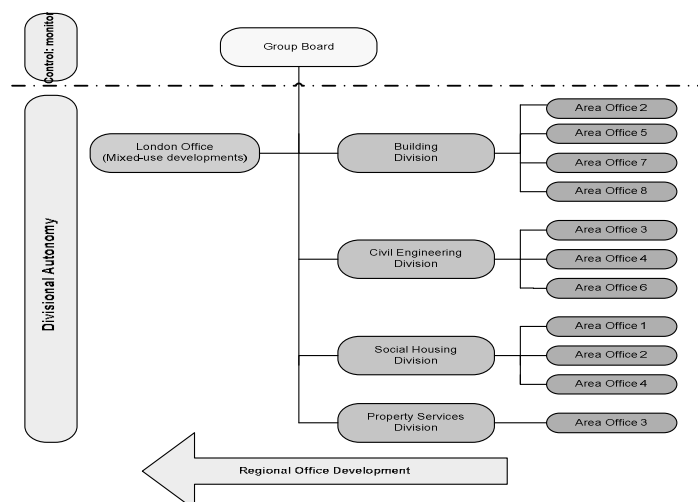 Control: monitor
Group Board
Divisional Autonomy
London Office
(Mixed-use developments)
Building
Division
Area Office 2
Area Office 5
Area Office 7
Area Office 8
Civil Engineering
Division
Area Office 3
Area Office 4
Area Office 6
Social Housing
Division
Area Office 1
Area Office 2
Area Office 4
Property Services
Division
Area Office 3
Regional Office Development